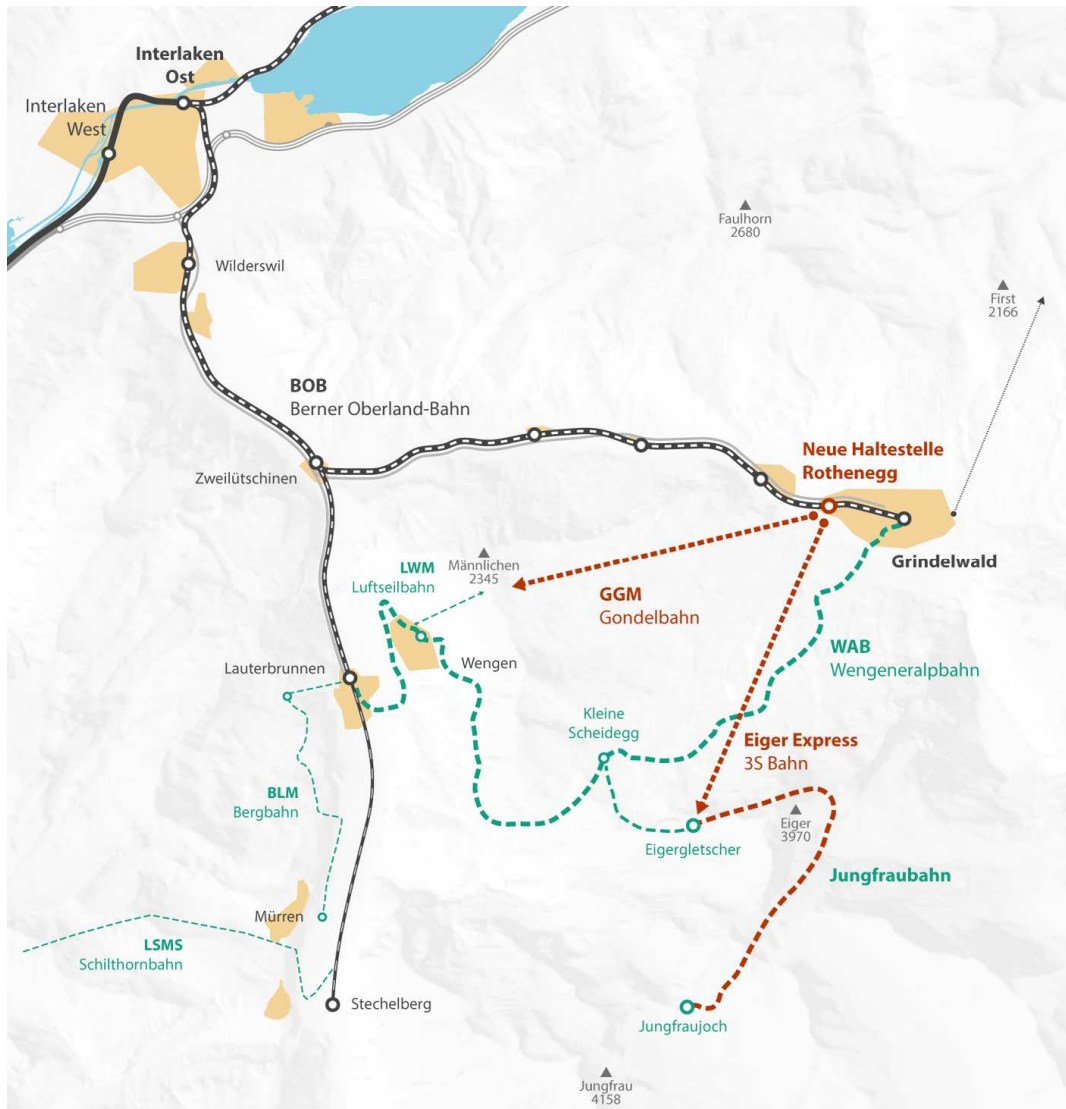 Interlaken
Ost
Interlaken
West
Faulhorn
2680
Wilderswil
First
2166
BOB
Berner Oberland-Bahn
Neue Haltestelle
Rothenegg
Zweilütschinen
Grindelwald
Männlichen
2345
LWM
Luftseilbahn
GGM
Gondelbahn
WAB
Wengeneralpbahn
Lauterbrunnen
Wengen
Kleine
Scheidegg
Eiger Express
3S Bahn
BLM
Bergbahn
Eiger
3970
Eigergletscher
Jungfraubahn
Mürren
LSMS
Schilthornbahn
Stechelberg
Jungfraujoch
Jungfrau
4158